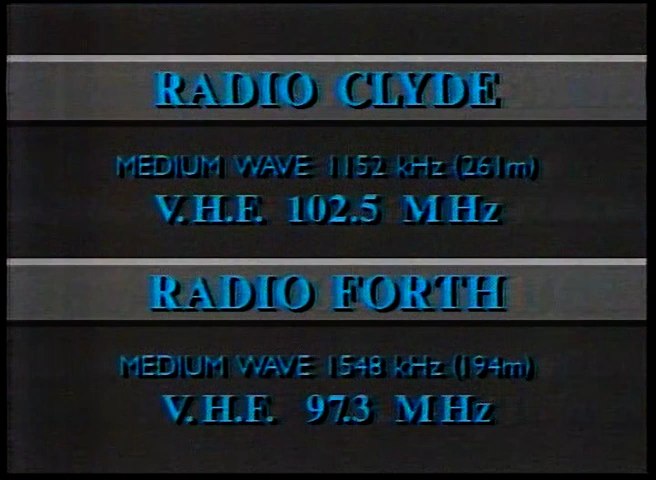 RADIO CLYDE
MEDIUM WAVE 1152 kHz (261m)
V.H.F. 102.5 MHz
RADIO FORTH
MEDIUM WAVE 1548 kHz (194m)
V.H.F. 97.3 MHz